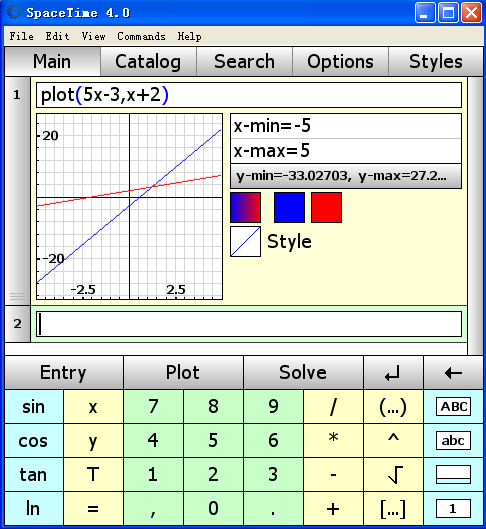 SpaceTime 4.0
File Edit View Commands Help
Main Catalog Search Options Styles
1 plot(5x-3,x+2)
20
-20
-2.5 2.5
x-min=-5
x-max=5
y-min=-33.02703, y-max=27.2...
Style
2
Entry Plot Solve ↵ ←
sin x 7 8 9 / (...) ABC
cos y 4 5 6 * ^ abc
tan T 1 2 3 - √
ln = , 0 . + [...] 1